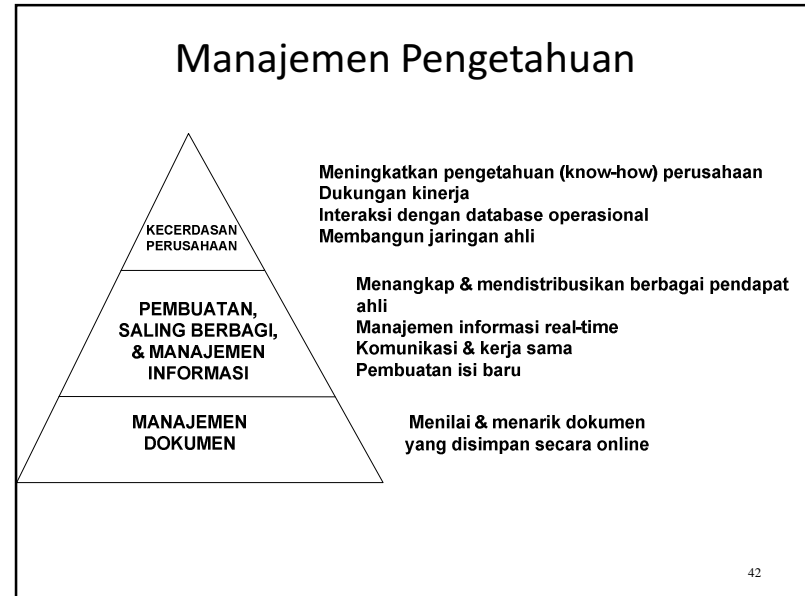 Manajemen Pengetahuan
KECERDASAN
PERUSAHAAN
Meningkatkan pengetahuan (know-how) perusahaan
Dukungan kinerja
Interaksi dengan database operasional
Membangun jaringan ahli
PEMBUATAN,
SALING BERBAGI,
& MANAJEMEN
INFORMASI
Menangkap & mendistribusikan berbagai pendapat
ahli
Manajemen informasi real-time
Komunikasi & kerja sama
Pembuatan isi baru
MANAJEMEN
DOKUMEN
Menilai & menarik dokumen
yang disimpan secara online
42